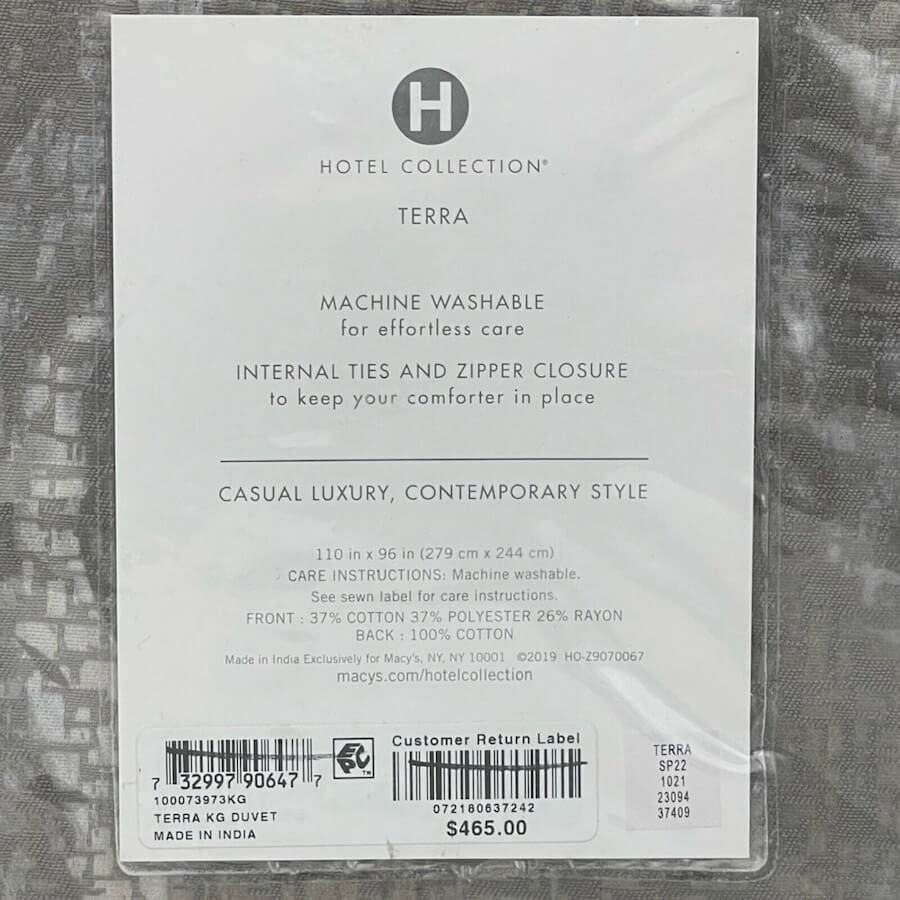 H
HOTEL COLLECTION®
TERRA
MACHINE WASHABLE
for effortless care
INTERNAL TIES AND ZIPPER CLOSURE
to keep your comforter in place
CASUAL LUXURY, CONTEMPORARY STYLE
110 in x 96 in (279 cm x 244 cm)
CARE INSTRUCTIONS: Machine washable.
See sewn label for care instructions.
FRONT : 37% COTTON 37% POLYESTER 26% RAYON
BACK : 100% COTTON
Made in India Exclusively for Macy's, NY, NY 10001 ©2019 HO-Z9070067
macys.com/hotelcollection
7 32997 90647 7
EPC™
100073973KG
TERRA KG DUVET
MADE IN INDIA
Customer Return Label
072180637242
$465.00
TERRA
SP22
1021
23094
37409